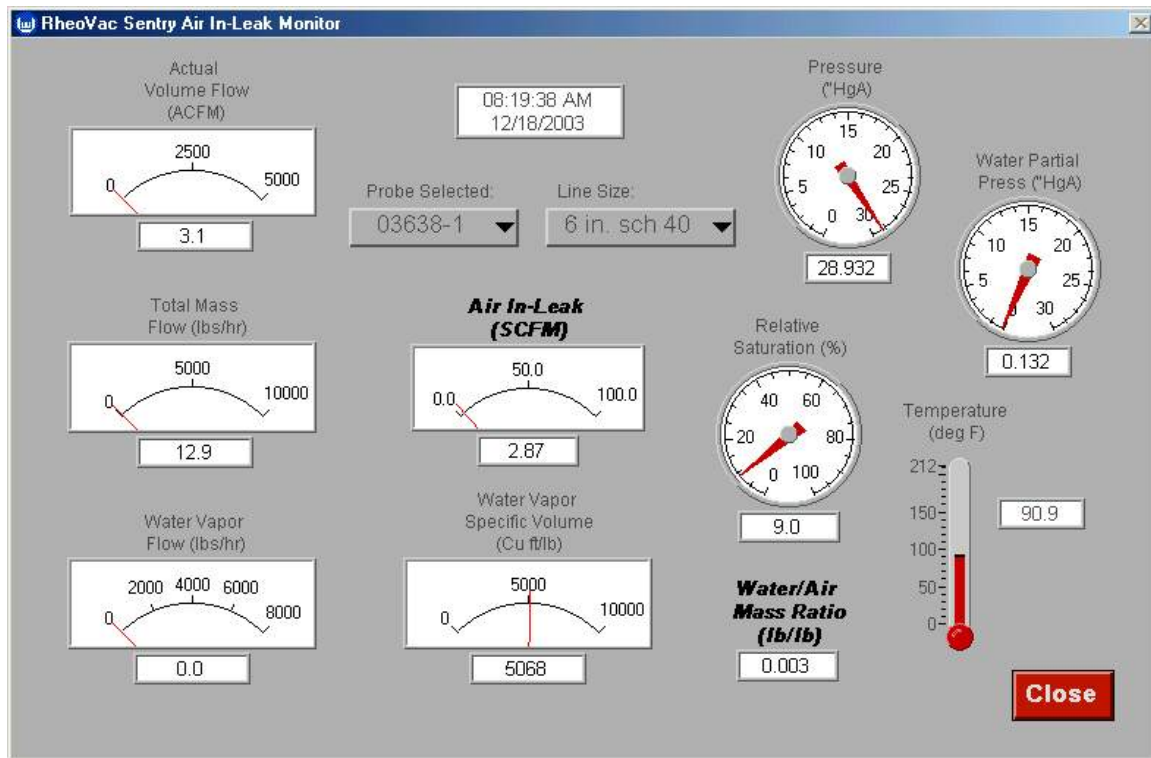 RheoVac Sentry Air In-Leak Monitor
Actual
Volume Flow
(ACFM)
0 2500 5000
3.1
08:19:38 AM
12/18/2003
Probe Selected:
03638-1
Line Size:
6 in. sch 40
Pressure
("HgA)
0 5 10 15 20 25 30
28.932
Water Partial
Press ("HgA)
0 5 10 15 20 25 30
0.132
Total Mass
Flow (lbs/hr)
0 5000 10000
12.9
Air In-Leak
(SCFM)
0.0 50.0 100.0
2.87
Relative
Saturation (%)
0 20 40 60 80 100
9.0
Temperature
(deg F)
212
150
100
50
0
90.9
Water Vapor
Flow (lbs/hr)
0 2000 4000 6000 8000
0.0
Water Vapor
Specific Volume
(Cu ft/lb)
0 5000 10000
5068
Water/Air
Mass Ratio
(lb/lb)
0.003
Close